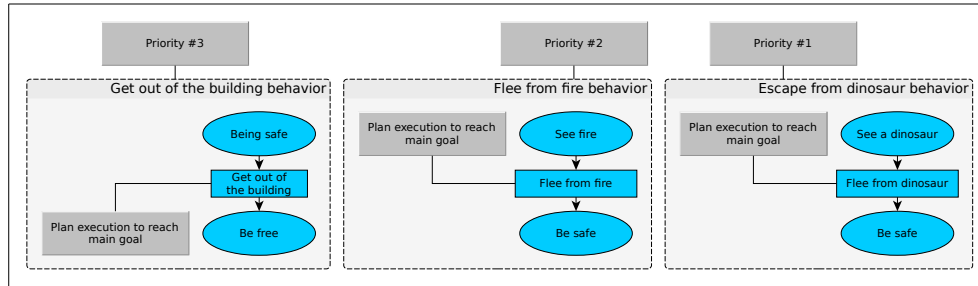 Priority #3
Priority #2
Priority #1
Get out of the building behavior
Being safe
Get out of
the building
Plan execution to reach
main goal
Be free
Flee from fire behavior
Plan execution to reach
main goal
See fire
Flee from fire
Be safe
Escape from dinosaur behavior
Plan execution to reach
main goal
See a dinosaur
Flee from dinosaur
Be safe